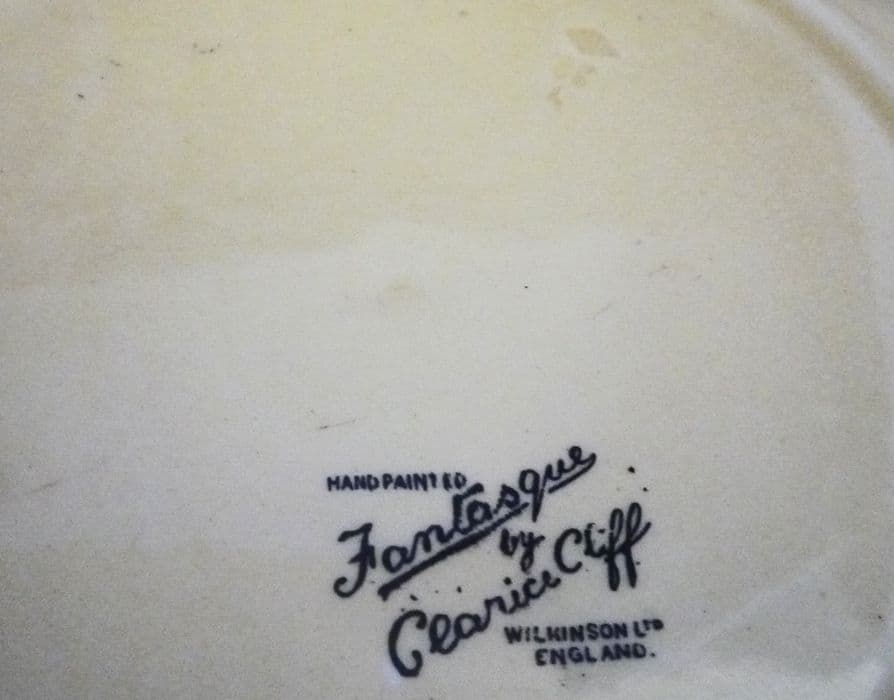 HAND PAINTED
Fantasque
by
Clarice Cliff
WILKINSON LTD
ENGLAND.